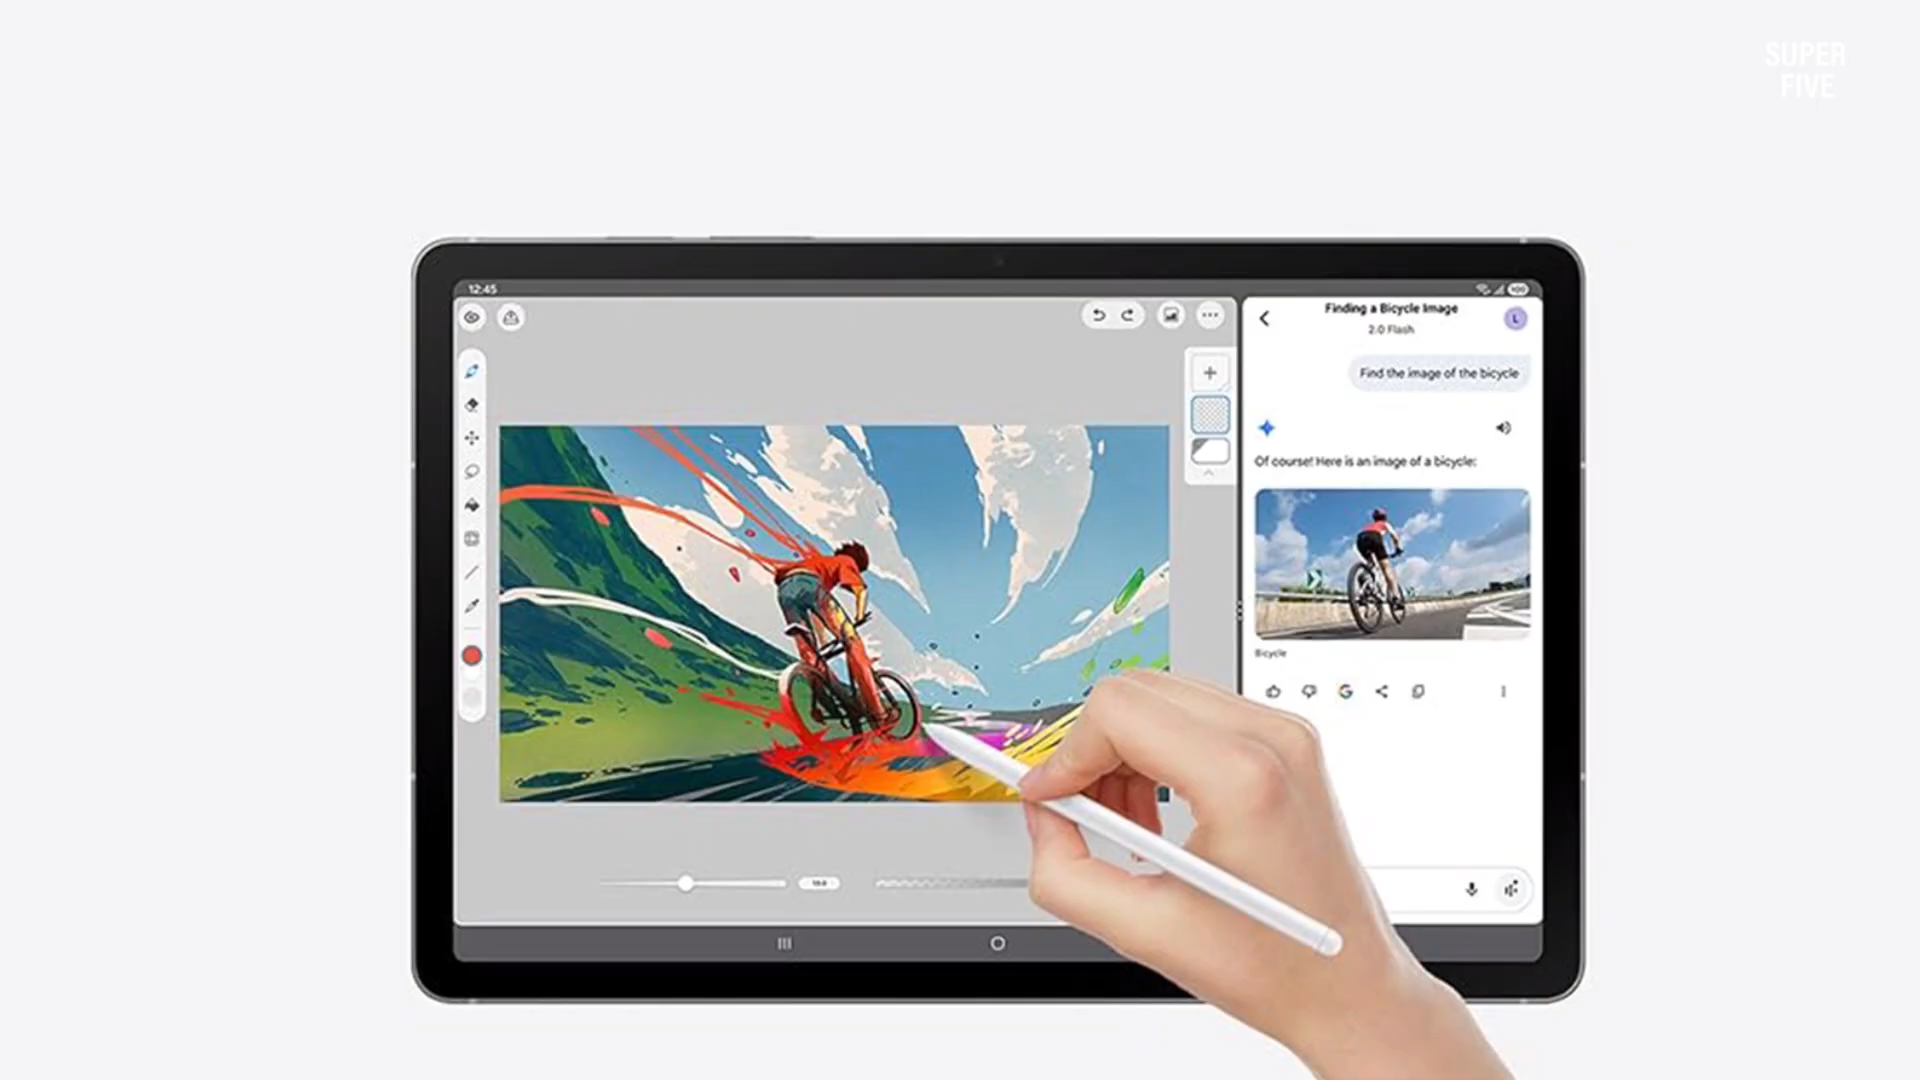 SUPER
FIVE
12:45
100
Finding a Bicycle Image
2.0 Flash
L
Find the image of the bicycle
Of course! Here is an image of a bicycle:
Bicycle